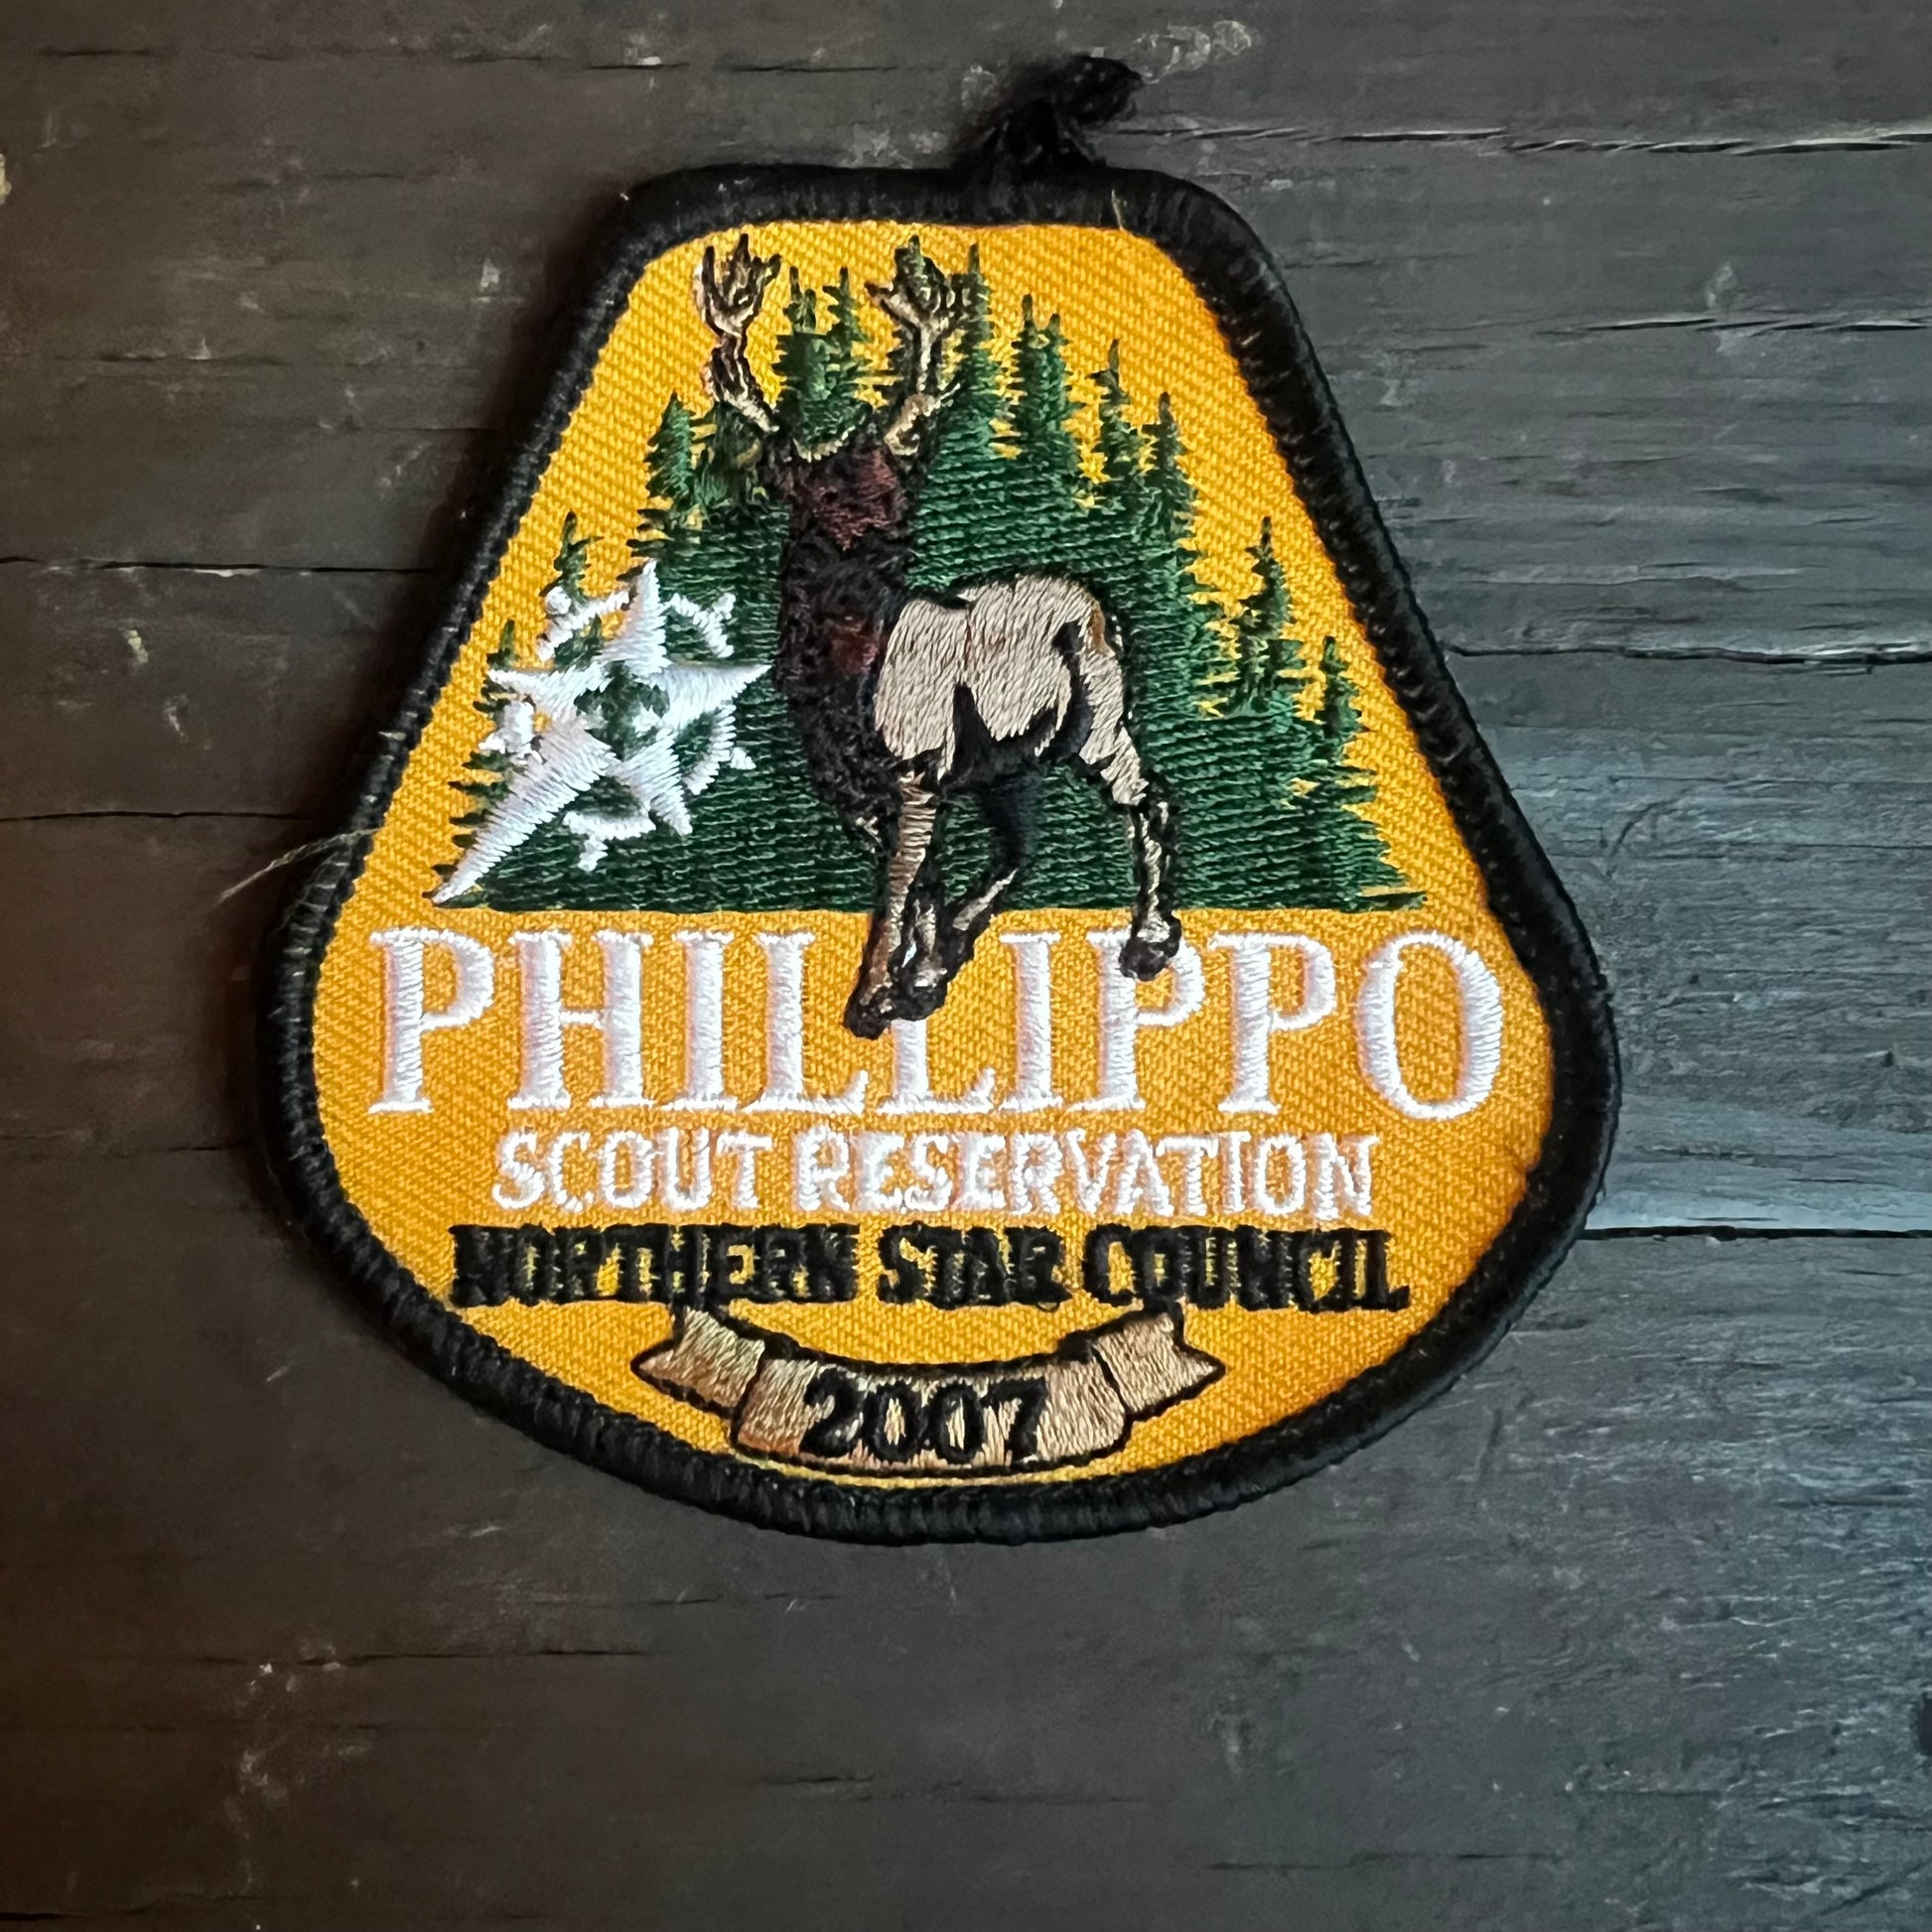 PHILLIPPO
SCOUT RESERVATION
NORTHERN STAR COUNCIL
2007